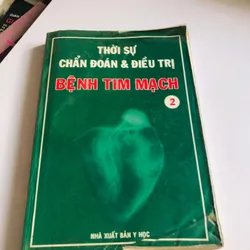 THỜI SỰ
CHẨN ĐOÁN & ĐIỀU TRỊ
BỆNH TIM MẠCH
2
NHÀ XUẤT BẢN Y HỌC